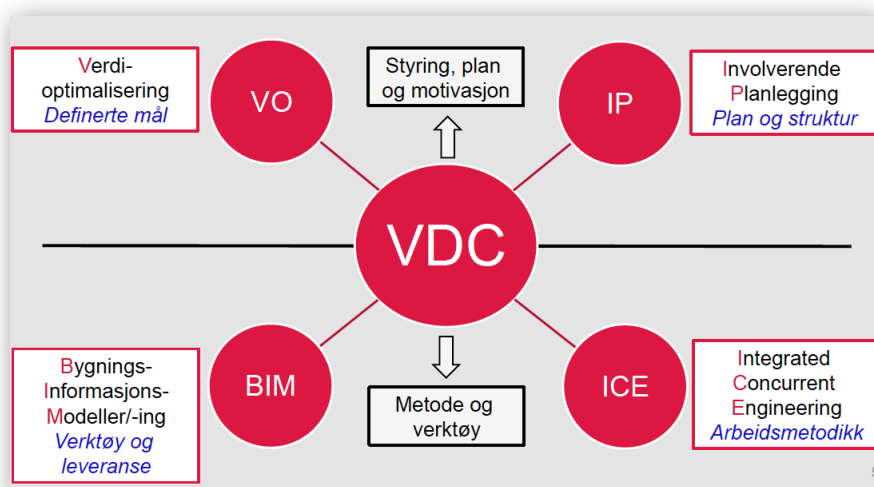 Verdi-
optimalisering
Definerte mål
VO
Styring, plan
og motivasjon
IP
Involverende
Planlegging
Plan og struktur
VDC
Bygnings-
Informasjons-
Modeller/-ing
Verktøy og
leveranse
BIM
Metode og
verktøy
ICE
Integrated
Concurrent
Engineering
Arbeidsmetodikk